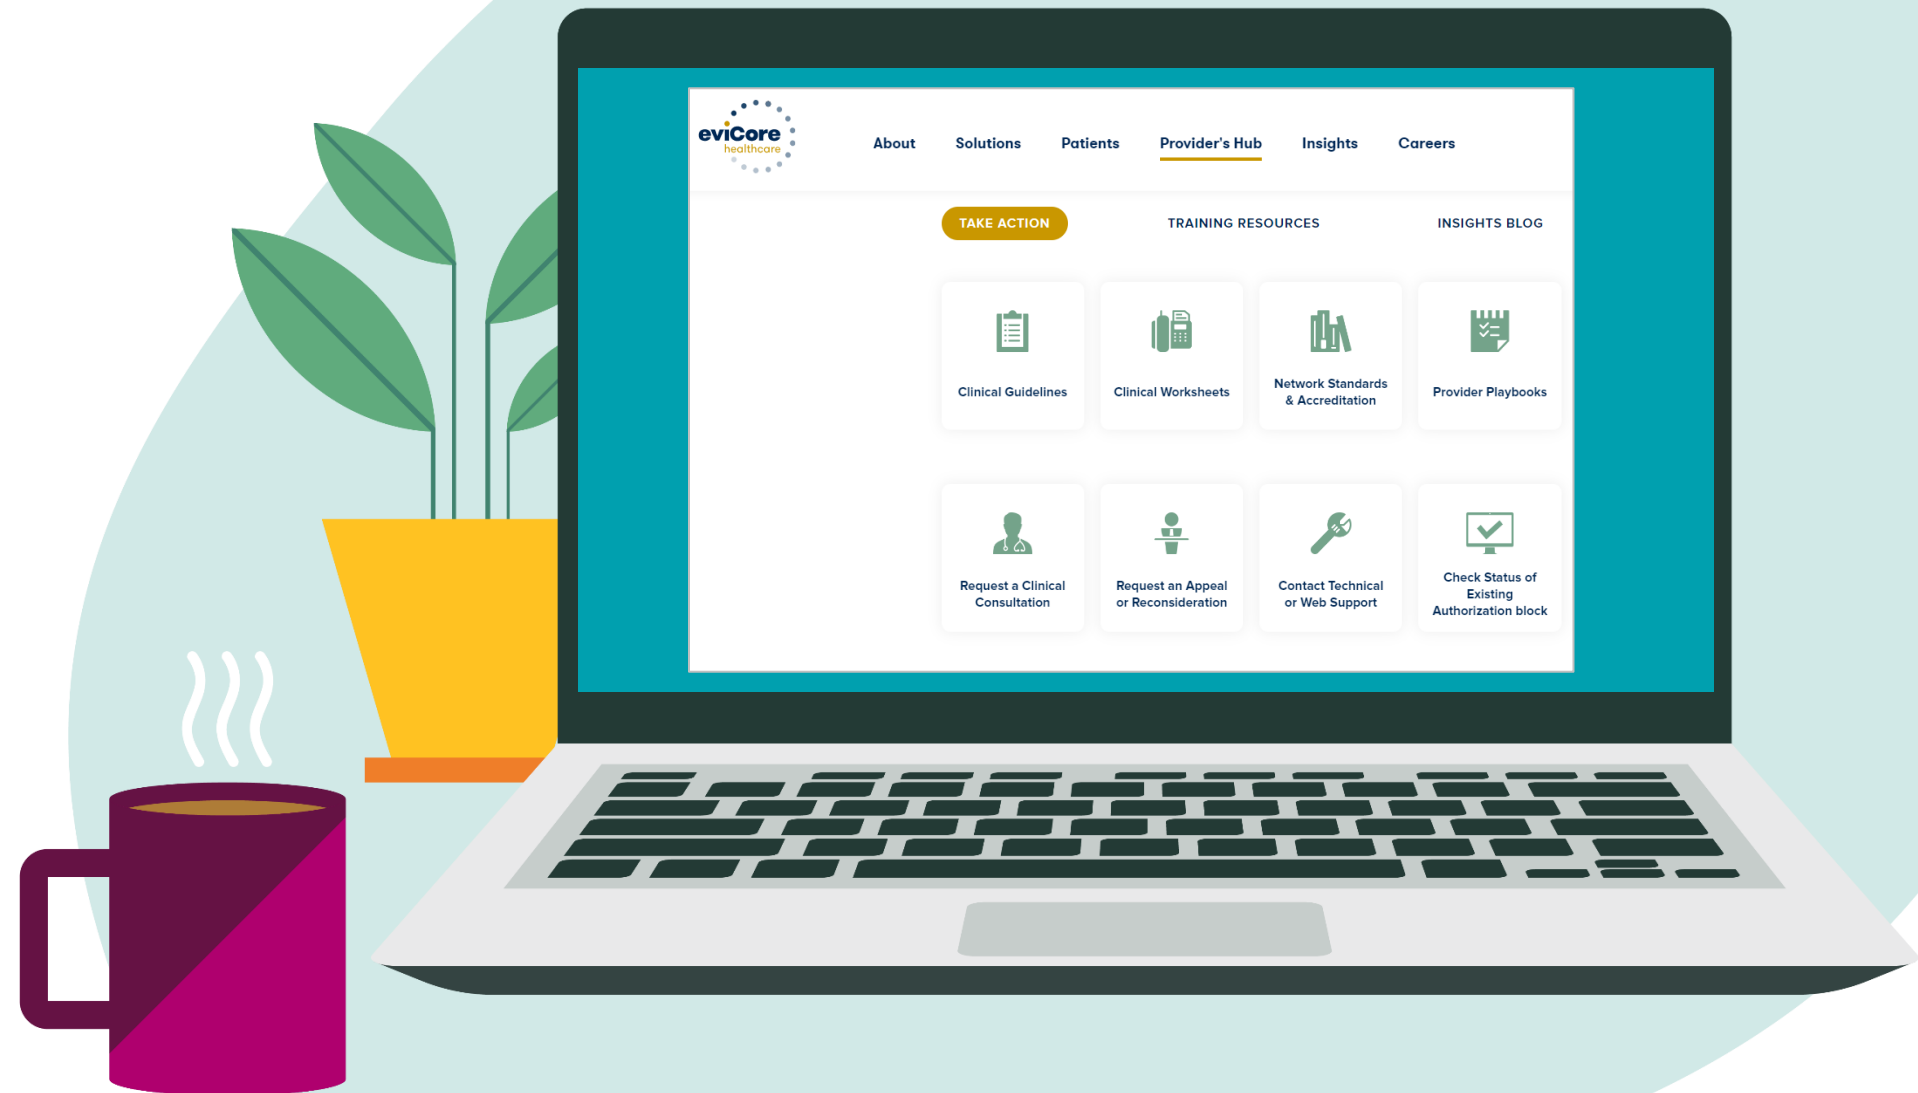 eviCore
healthcare
About Solutions Patients Provider's Hub Insights Careers
TAKE ACTION TRAINING RESOURCES INSIGHTS BLOG
Clinical Guidelines
Clinical Worksheets
Network Standards
& Accreditation
Provider Playbooks
Request a Clinical
Consultation
Request an Appeal
or Reconsideration
Contact Technical
or Web Support
Check Status of
Existing
Authorization block